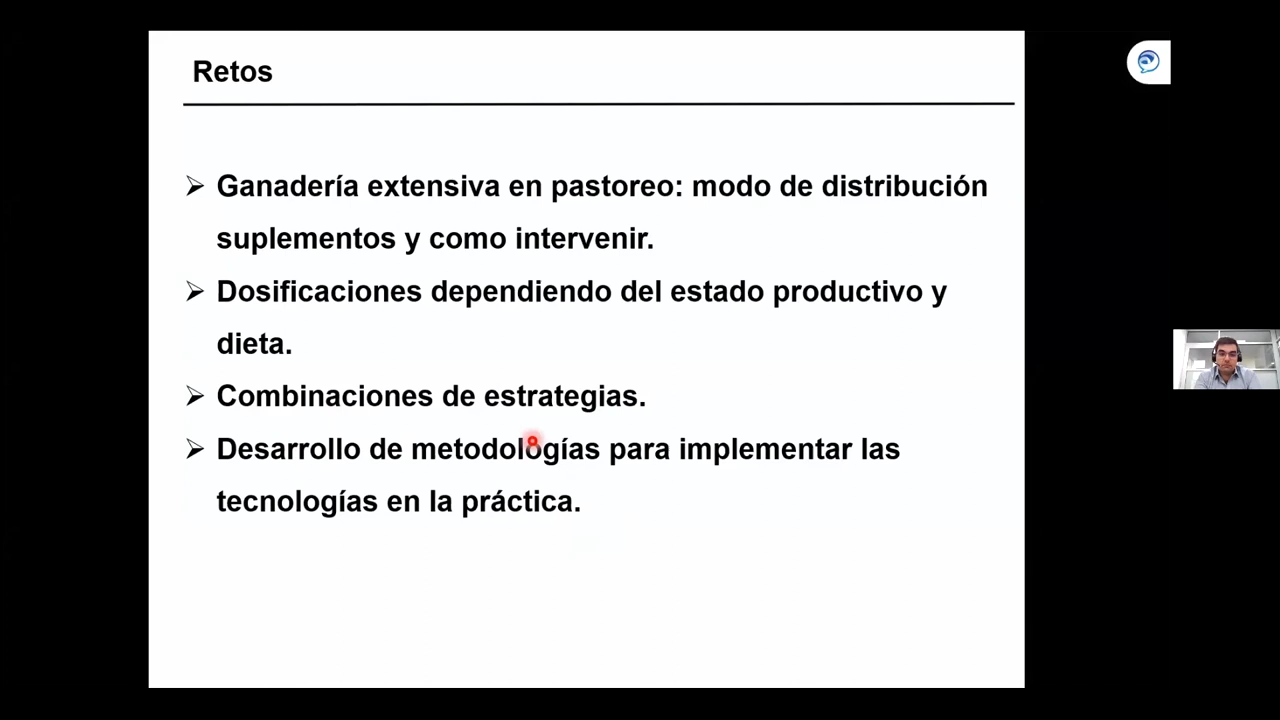 Retos
Ganadería extensiva en pastoreo: modo de distribución
suplementos y como intervenir.
Dosificaciones dependiendo del estado productivo y
dieta.
Combinaciones de estrategias.
Desarrollo de metodologías para implementar las
tecnologías en la práctica.